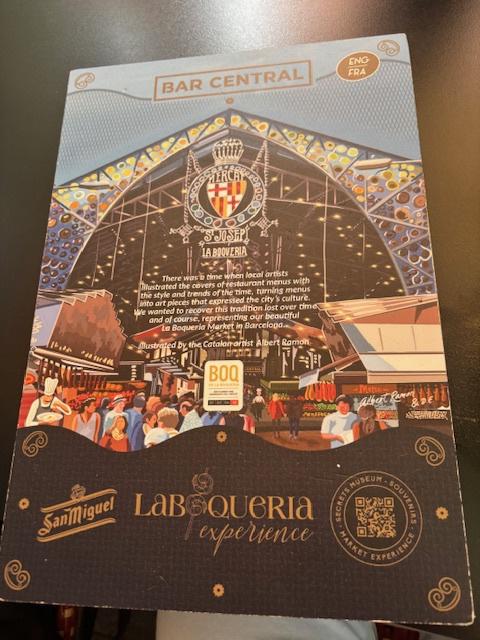 BAR CENTRAL
ENG
FRA
MERCAT
ST. JOSEP
LA BOQUERIA
There was a time when local artists
illustrated the covers of restaurant menus with
the style and trends of the time, turning menus
into art pieces that expressed the city's culture.
We wanted to recover this tradition lost over time
and of course, representing our beautiful
La Boqueria Market in Barcelona.
Illustrated by the Catalan artist Albert Ramon.
BOQ
Albert Ramon
San Miguel
LABOQUERIA
experience
SECRETS MUSEUM - SOUVENIRS
MARKET EXPERIENCE